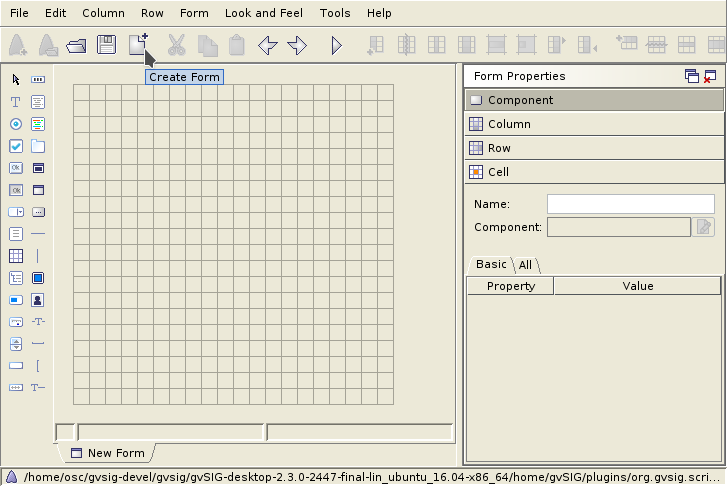 File Edit Column Row Form Look and Feel Tools Help
Create Form
Form Properties
Component
Column
Row
Cell
Name:
Component:
Basic All
Property Value
New Form
/home/osc/gvsig-devel/gvsig/gvSIG-desktop-2.3.0-2447-final-lin_ubuntu_16.04-x86_64/home/gvSIG/plugins/org.gvsig.scri...